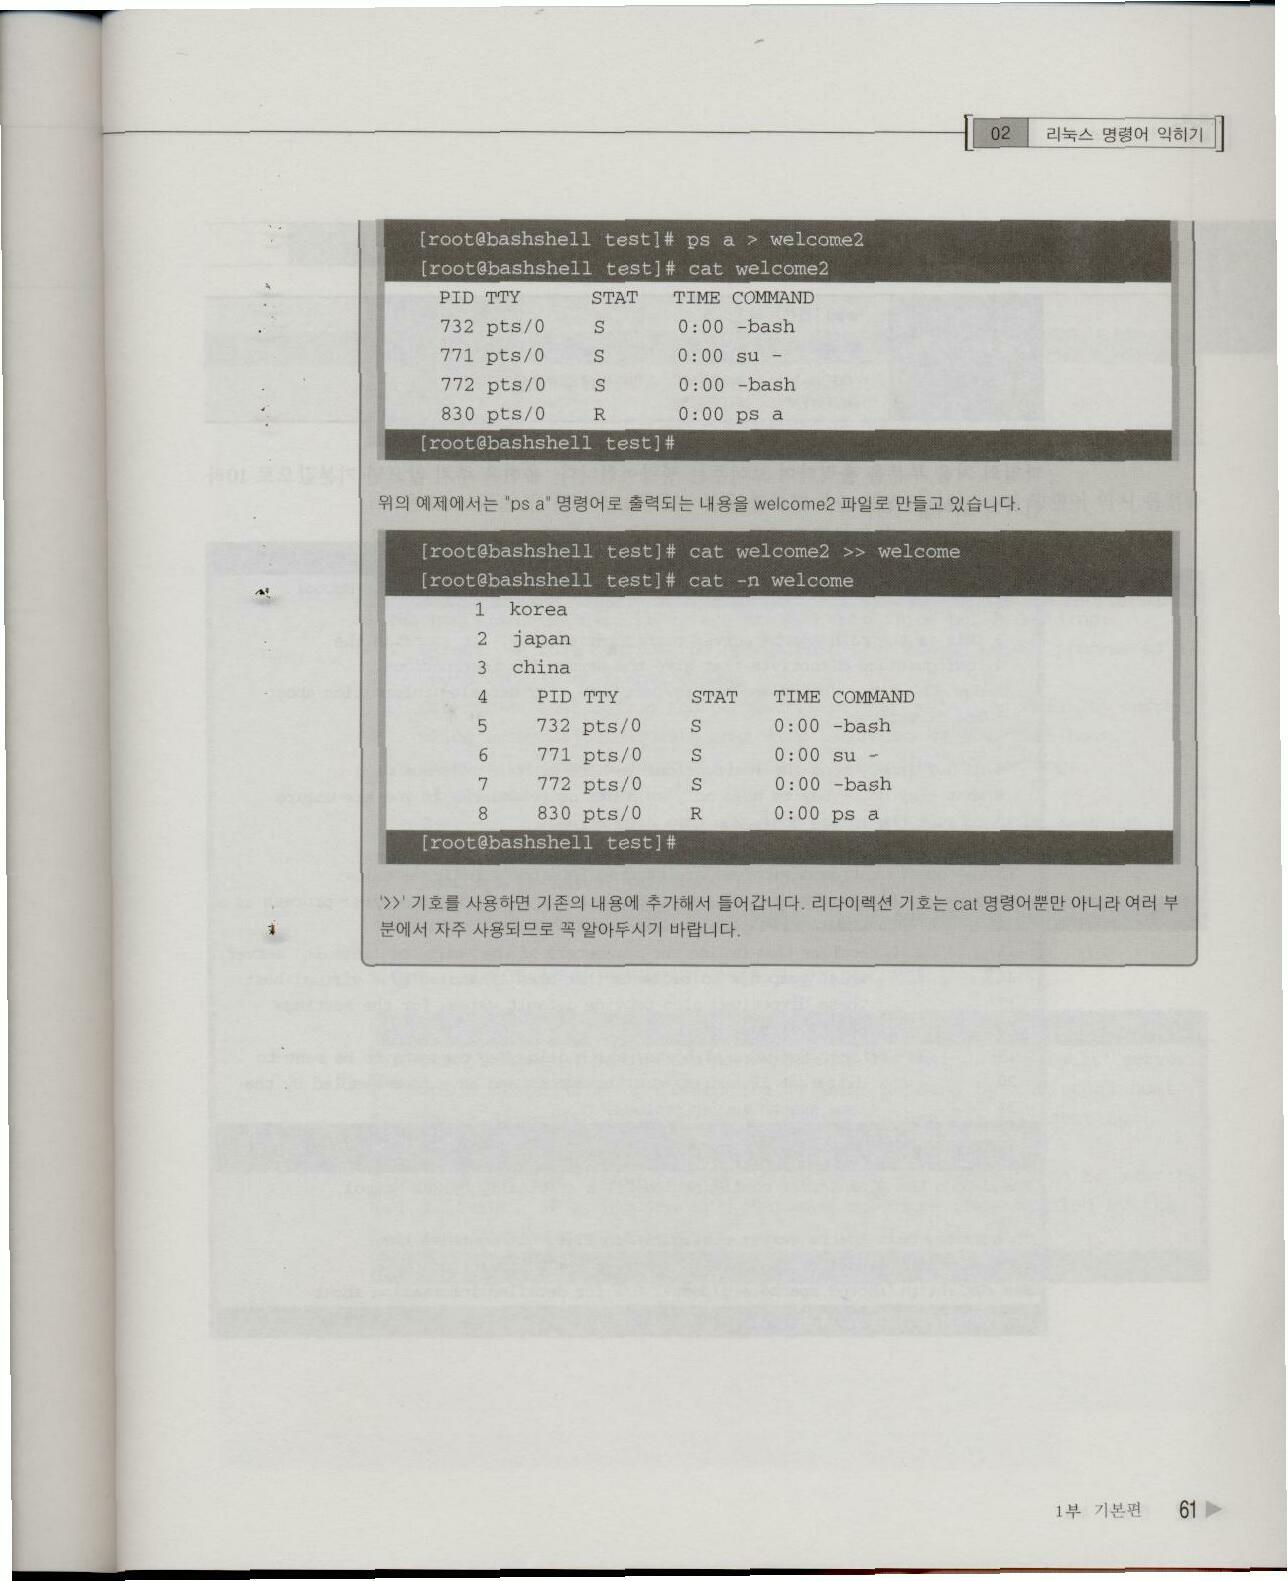 02 리눅스 명령어 익히기
[root@bashshell test]# ps a > welcome2
[root@bashshell test]# cat welcome2
PID TTY STAT TIME COMMAND
732 pts/0 S 0:00 -bash
771 pts/0 S 0:00 su -
772 pts/0 S 0:00 -bash
830 pts/0 R 0:00 ps a
[root@bashshell test]#
위의 예제에서는 "ps a" 명령어로 출력되는 내용을 welcome2 파일로 만들고 있습니다.
[root@bashshell test]# cat welcome2 >> welcome
[root@bashshell test]# cat -n welcome
1 korea
2 japan
3 china
4 PID TTY STAT TIME COMMAND
5 732 pts/0 S 0:00 -bash
6 771 pts/0 S 0:00 su -
7 772 pts/0 S 0:00 -bash
8 830 pts/0 R 0:00 ps a
[root@bashshell test]#
'>>' 기호를 사용하면 기존의 내용에 추가해서 들어갑니다. 리다이렉션 기호는 cat 명령어뿐만 아니라 여러 부
분에서 자주 사용되므로 꼭 알아두시기 바랍니다.
1부 기본편 61